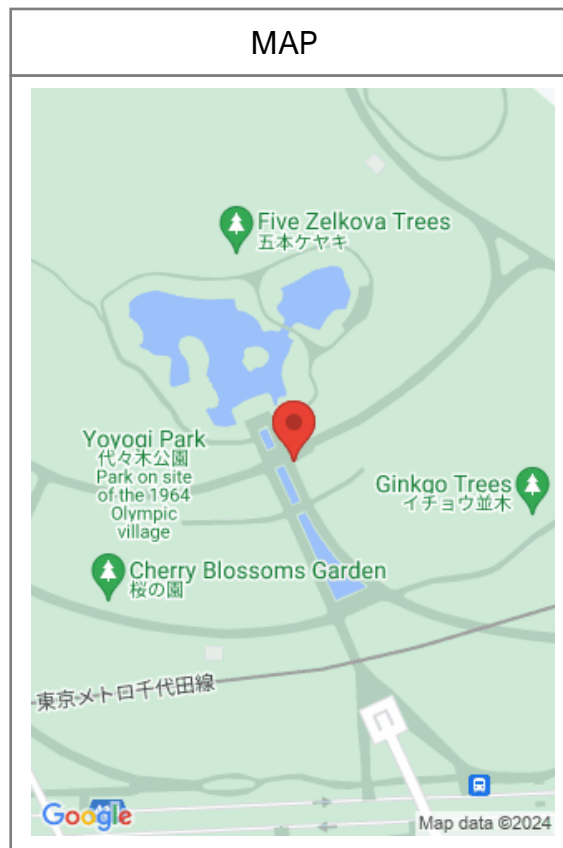 MAP
Five Zelkova Trees
五本ケヤキ
Yoyogi Park
代々木公園
Park on site
of the 1964
Olympic
village
Ginkgo Trees
イチョウ並木
Cherry Blossoms Garden
桜の園
東京メトロ千代田線
Google
Map data ©2024